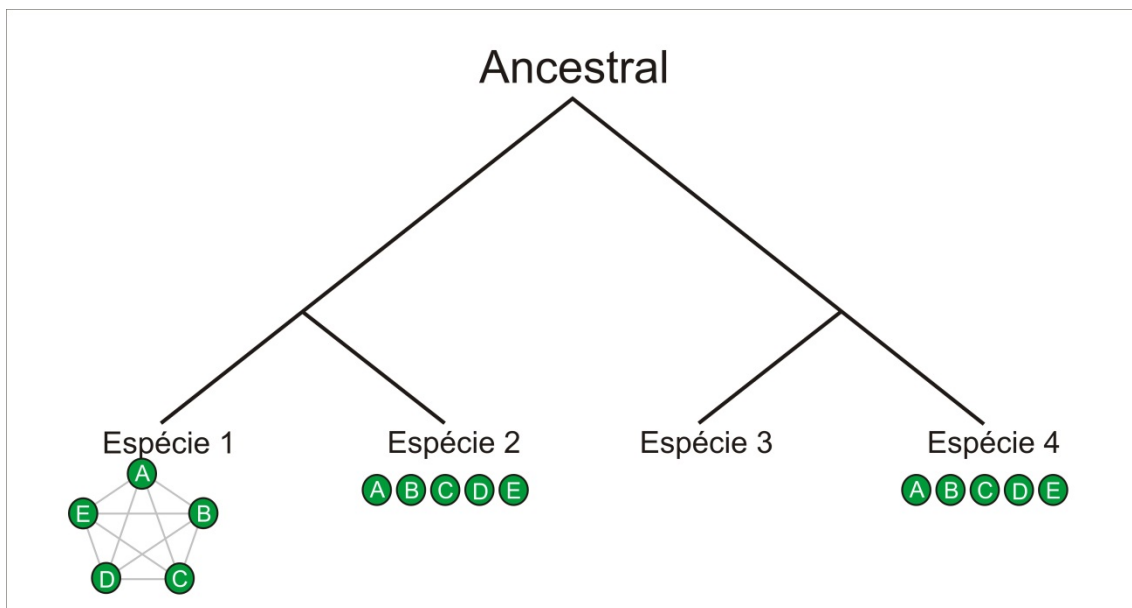 Ancestral
Espécie 1
Espécie 2
Espécie 3
Espécie 4
A
A B C D E
A B C D E
E
B
D
C